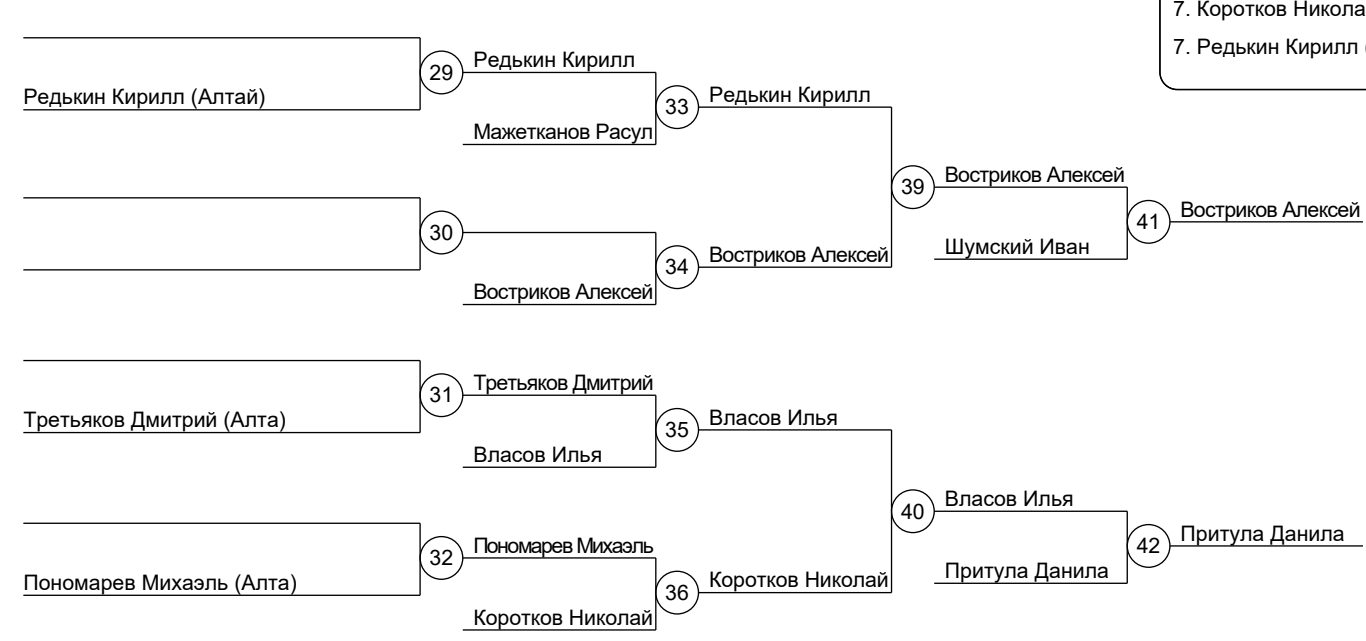 7. Коротков Никола
7. Редькин Кирилл
29
Редькин Кирилл
Редькин Кирилл (Алтай)
33
Редькин Кирилл
Мажетканов Расул
39
Востриков Алексей
30
41
Востриков Алексей
34
Востриков Алексей
Шумский Иван
Востриков Алексей
31
Третьяков Дмитрий
Третьяков Дмитрий (Алта)
35
Власов Илья
Власов Илья
40
Власов Илья
32
Пономарев Михаэль
42
Притула Данила
Пономарев Михаэль (Алта)
36
Коротков Николай
Притула Данила
Коротков Николай